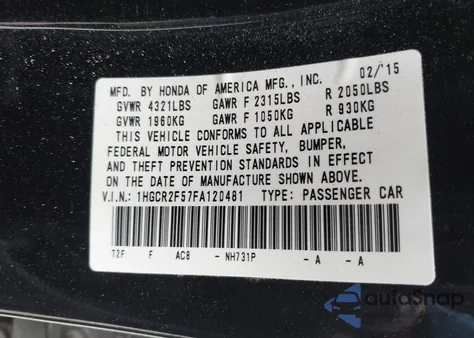 MFD. BY HONDA OF AMERICA MFG., INC. 02/'15
GVWR 4321LBS GAWR F 2315LBS R 2050LBS
GVWR 1960KG GAWR F 1050KG R 930KG
THIS VEHICLE CONFORMS TO ALL APPLICABLE
FEDERAL MOTOR VEHICLE SAFETY, BUMPER,
AND THEFT PREVENTION STANDARDS IN EFFECT
ON THE DATE OF MANUFACTURE SHOWN ABOVE.
V.I.N.: 1HGCR2F57FA120481 TYPE: PASSENGER CAR
T2F F AC8 - NH731P - A - A
autoSnap